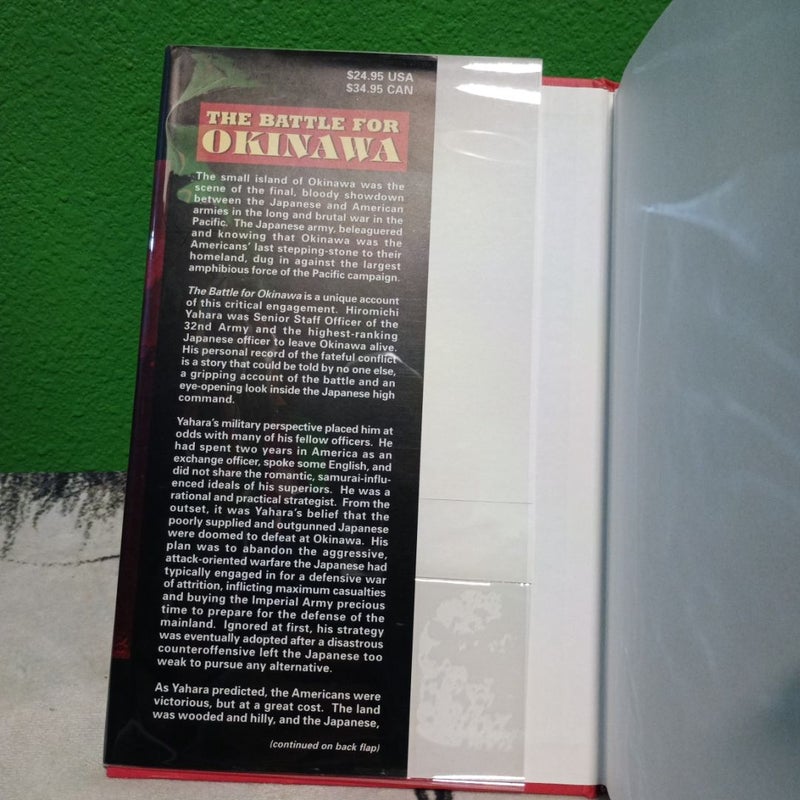 $24.95 USA
$34.95 CAN
THE BATTLE FOR
OKINAWA
The small island of Okinawa was the
scene of the final, bloody showdown
between the Japanese and American
armies in the long and brutal war in the
Pacific. The Japanese army, beleaguered
and knowing that Okinawa was the
Americans' last stepping-stone to their
homeland, dug in against the largest
amphibious force of the Pacific campaign.
The Battle for Okinawa is a unique account
of this critical engagement. Hiromichi
Yahara was Senior Staff Officer of the
32nd Army and the highest-ranking
Japanese officer to leave Okinawa alive.
His personal record of the fateful conflict
is a story that could be told by no one else,
a gripping account of the battle and an
eye-opening look inside the Japanese high
command.
Yahara's military perspective placed him at
odds with many of his fellow officers. He
had spent two years in America as an
exchange officer, spoke some English, and
did not share the romantic, samurai-influ-
enced ideals of his superiors. He was a
rational and practical strategist. From the
outset, it was Yahara's belief that the
poorly supplied and outgunned Japanese
were doomed to defeat at Okinawa. His
plan was to abandon the aggressive,
attack-oriented warfare the Japanese had
typically engaged in for a defensive war
of attrition, inflicting maximum casualties
and buying the Imperial Army precious
time to prepare for the defense of the
mainland. Ignored at first, his strategy
was eventually adopted after a disastrous
counteroffensive left the Japanese too
weak to pursue any alternative.
As Yahara predicted, the Americans were
victorious, but at a great cost. The land
was wooded and hilly, and the Japanese,
(continued on back flap)